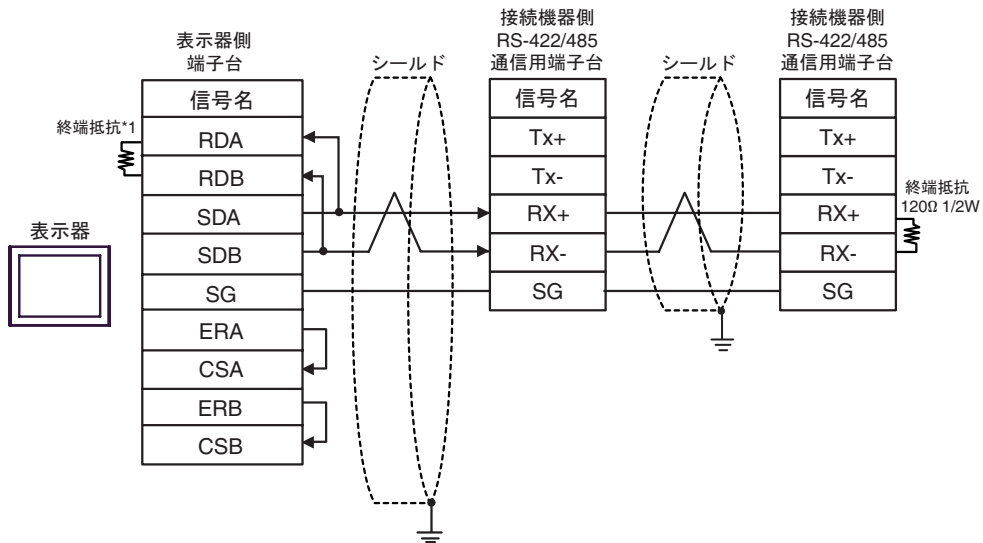 表示器
表示器側
端子台
信号名
RDA
RDB
SDA
SDB
SG
ERA
CSA
ERB
CSB
終端抵抗*1
シールド
接続機器側
RS-422/485
通信用端子台
信号名
Tx+
Tx-
RX+
RX-
SG
シールド
接続機器側
RS-422/485
通信用端子台
信号名
Tx+
Tx-
RX+
RX-
SG
終端抵抗
120Ω 1/2W